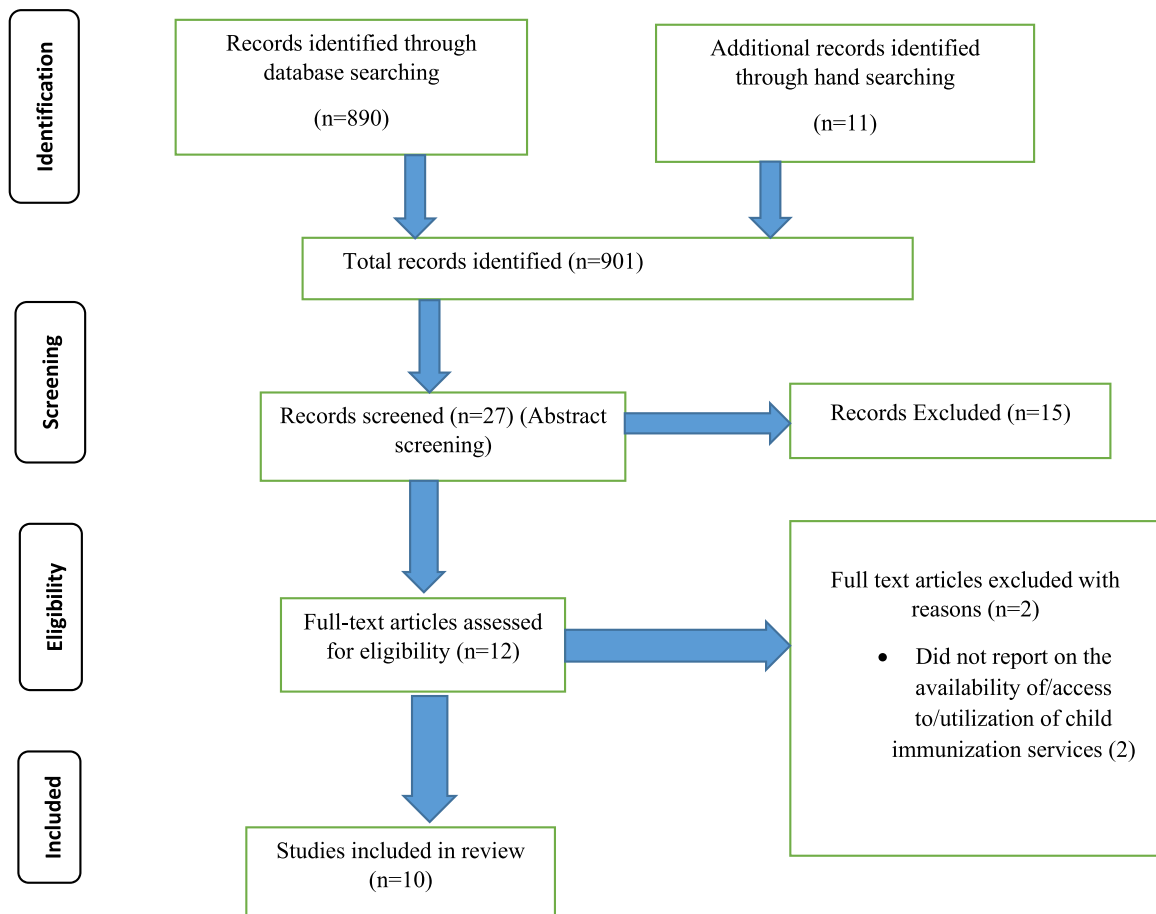 Identification
Records identified through
database searching
(n=890)
Additional records identified
through hand searching
(n=11)
Total records identified (n=901)
Screening
Records screened (n=27) (Abstract
screening)
Records Excluded (n=15)
Eligibility
Full-text articles assessed
for eligibility (n=12)
Full text articles excluded with
reasons (n=2)
• Did not report on the
availability of/access
to/utilization of child
immunization services (2)
Included
Studies included in review
(n=10)